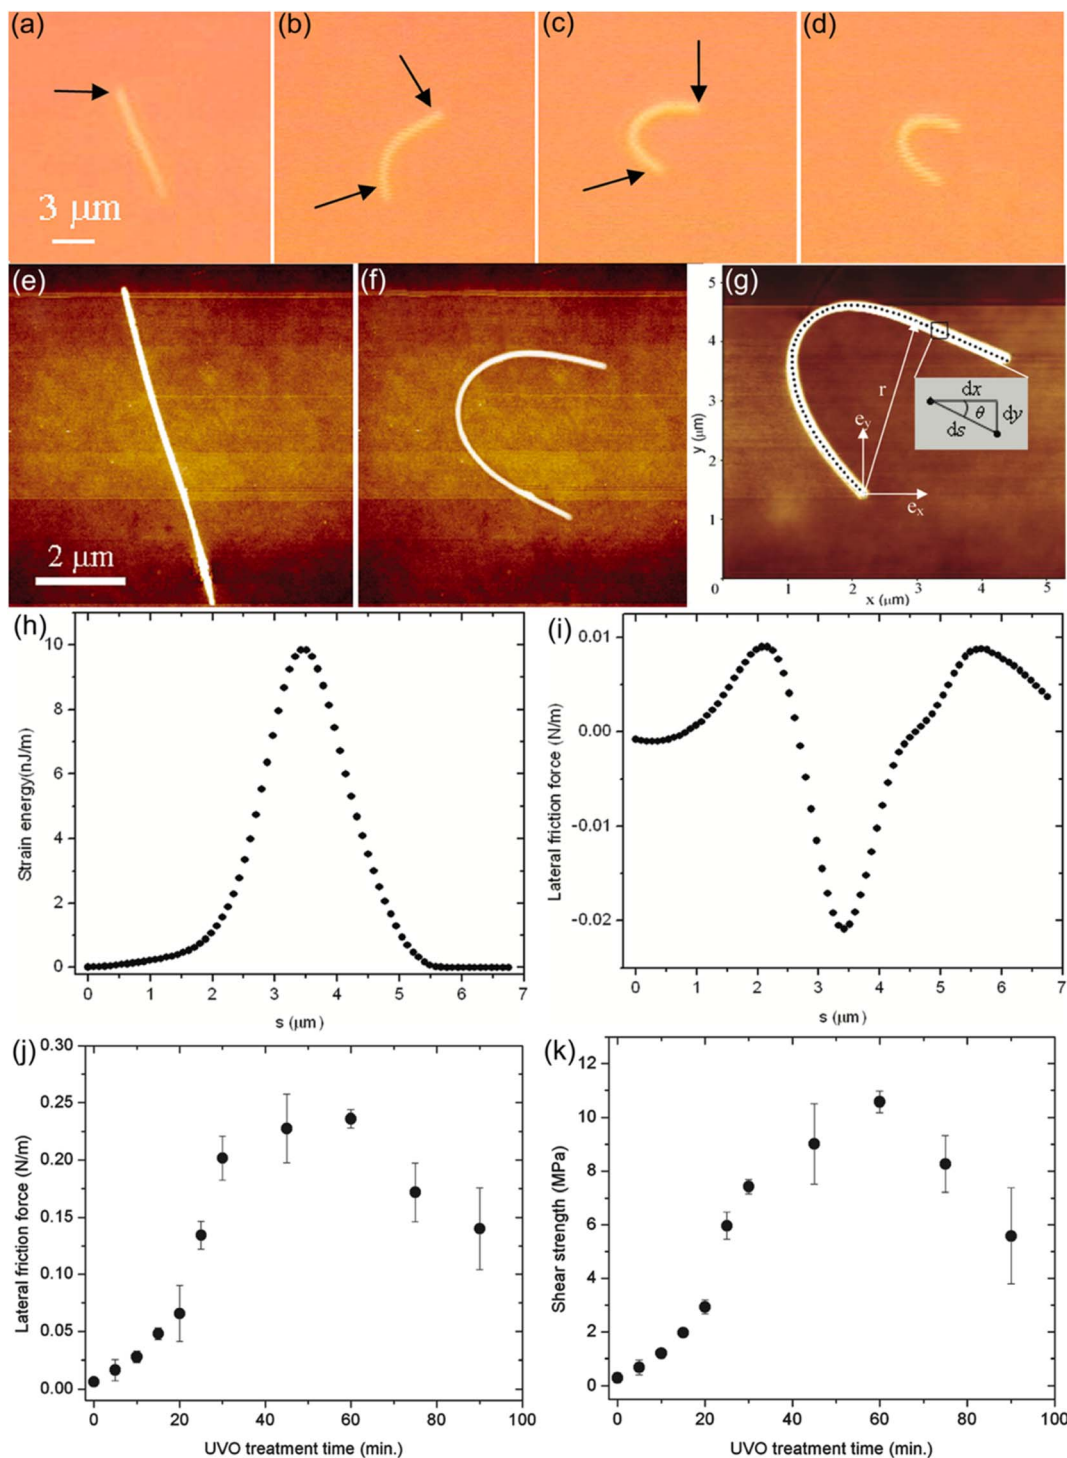 (a)
(b)
(c)
(d)
3 μm
(e)
(f)
(g)
2 μm
5
4
3
2
1
0
y (μm)
r
e_y
e_x
dx
θ
dy
ds
1
2
3
4
5
x (μm)
(h)
10
8
6
4
2
0
Strain energy(nJ/m)
0 1 2 3 4 5 6 7
s (μm)
(i)
0.01
0.00
-0.01
-0.02
Lateral friction force (N/m)
0 1 2 3 4 5 6 7
s (μm)
(j)
0.30
0.25
0.20
0.15
0.10
0.05
0.00
Lateral friction force (N/m)
0 20 40 60 80 100
UVO treatment time (min.)
(k)
12
10
8
6
4
2
0
Shear strength (MPa)
0 20 40 60 80 100
UVO treatment time (min.)